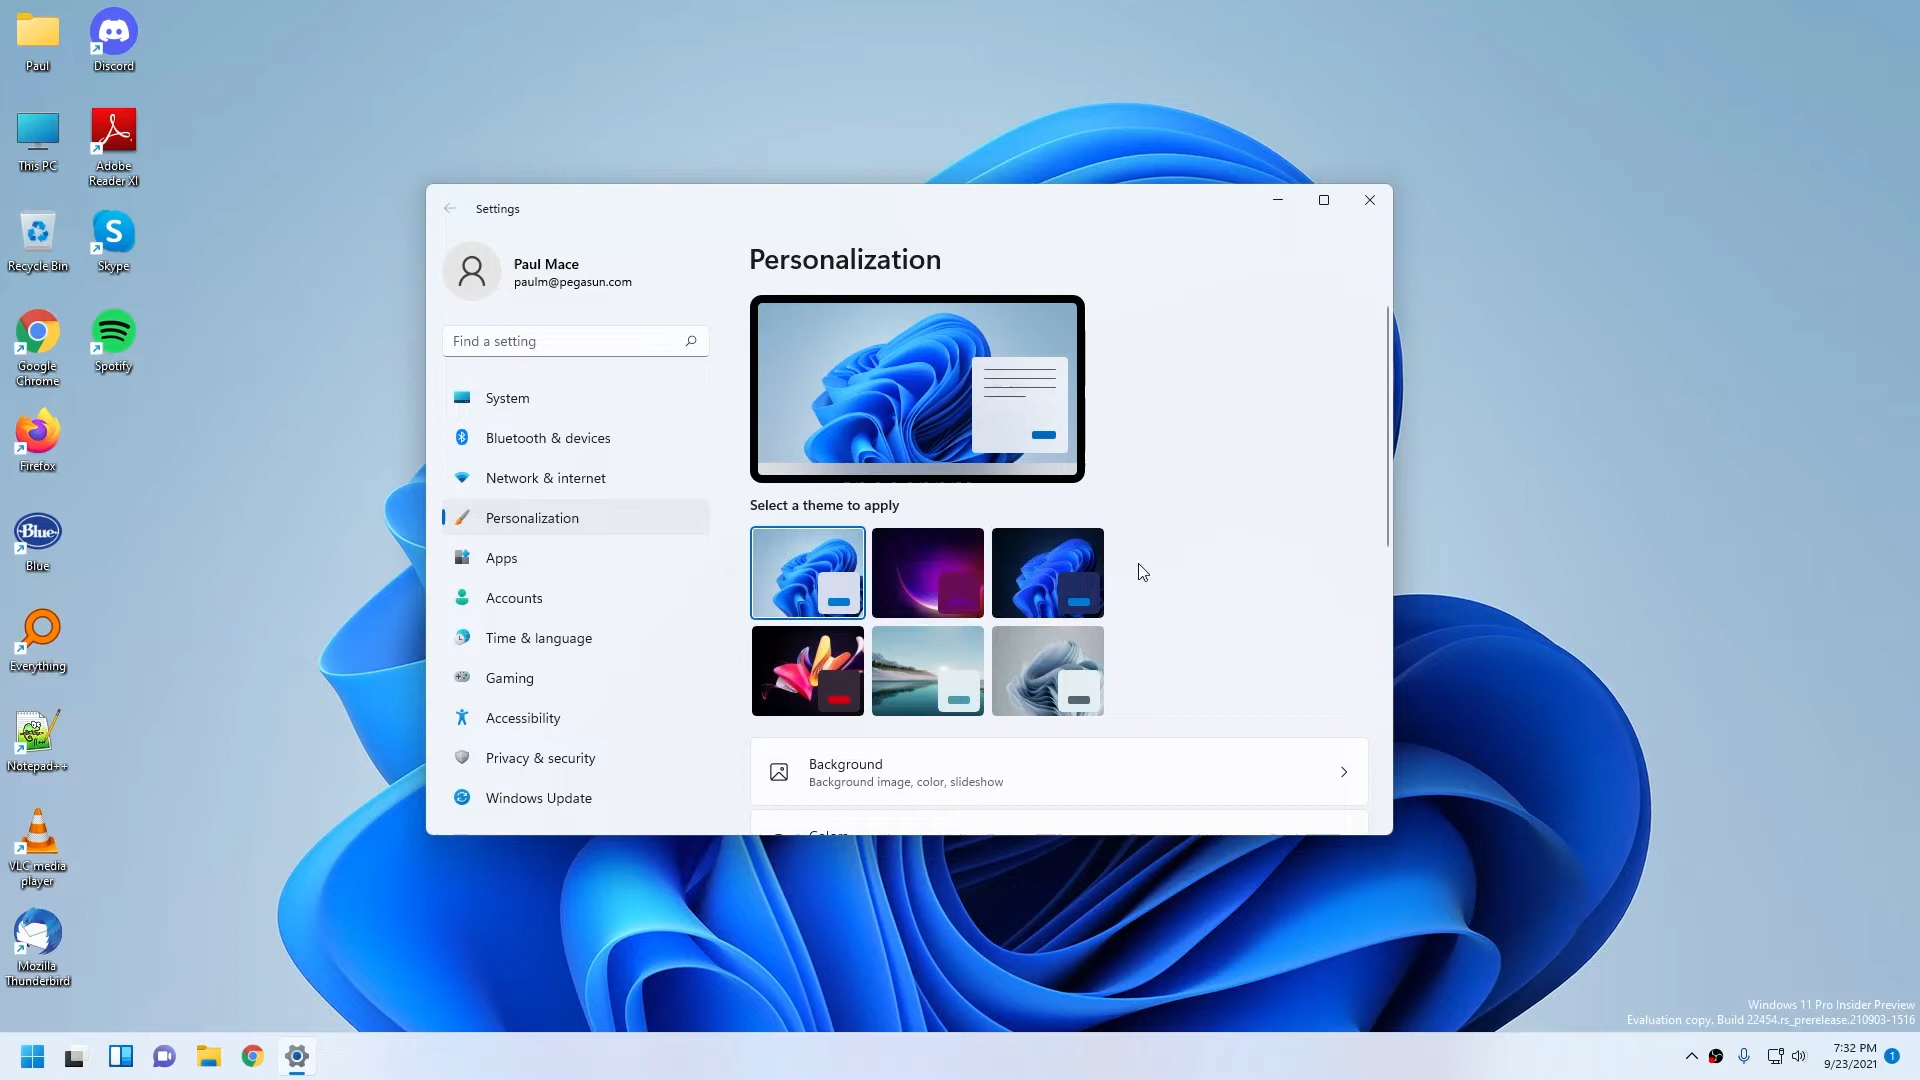 Paul
Discord
This PC
Adobe
Reader XI
Recycle Bin
Skype
Google
Chrome
Spotify
Firefox
Blue
Blue
Everything
Notepad++
VLC media
player
Mozilla
Thunderbird
Settings
Paul Mace
paulm@pegasun.com
Find a setting
System
Bluetooth & devices
Network & internet
Personalization
Apps
Accounts
Time & language
Gaming
Accessibility
Privacy & security
Windows Update
Personalization
Select a theme to apply
Background
Background image, color, slideshow
Colors
Windows 11 Pro Insider Preview
Evaluation copy. Build 22454.rs_prerelease.210903-1516
7:32 PM
9/23/2021
1